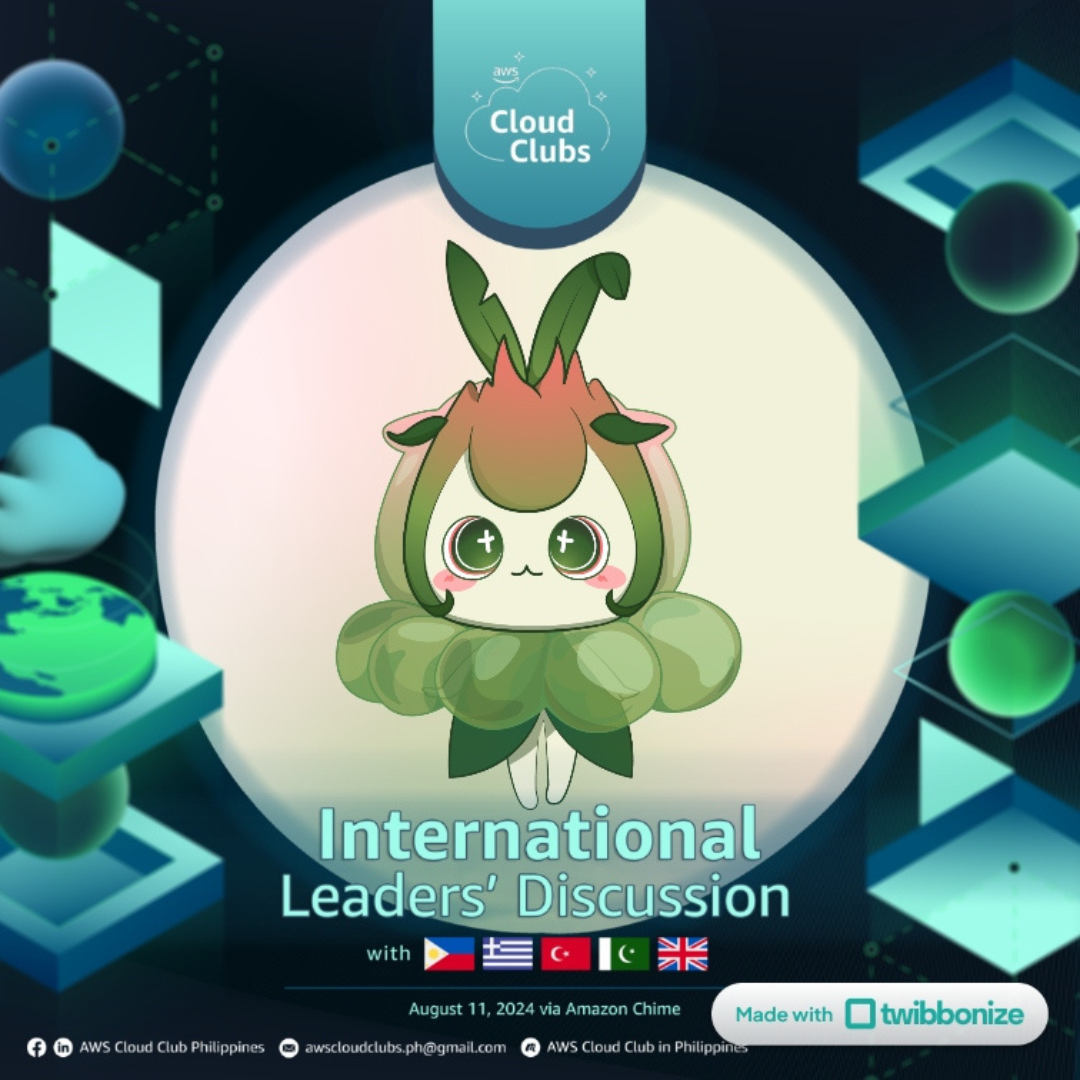 aws
Cloud
Clubs
International
Leaders’ Discussion
with
August 11, 2024 via Amazon Chime
Made with twibbonize
AWS Cloud Club Philippines awscloudclubs.ph@gmail.com AWS Cloud Club in Philippines